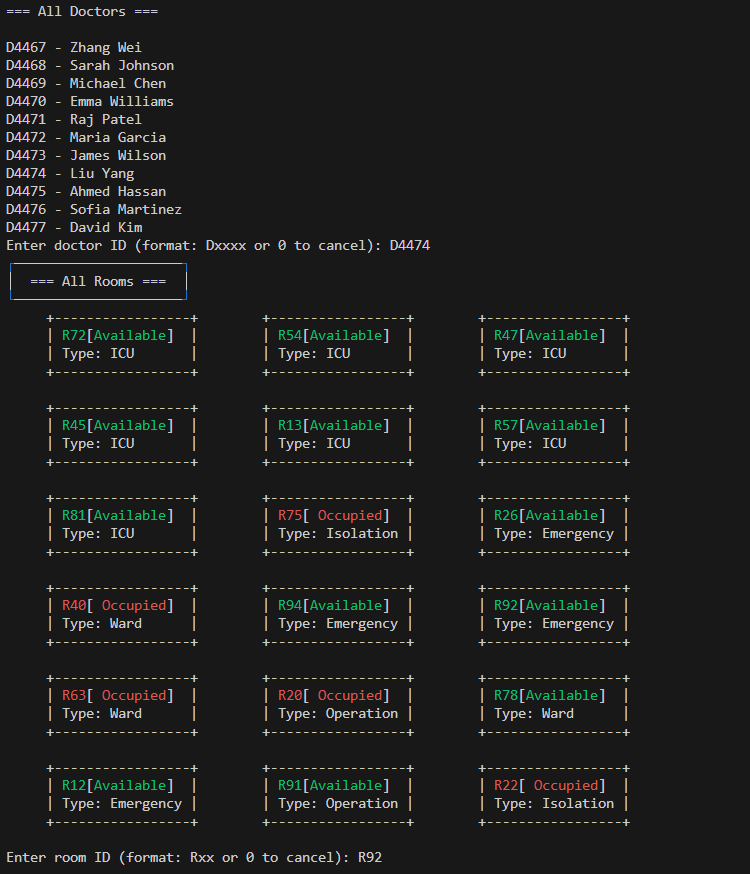 === All Doctors ===
D4467 - Zhang Wei
D4468 - Sarah Johnson
D4469 - Michael Chen
D4470 - Emma Williams
D4471 - Raj Patel
D4472 - Maria Garcia
D4473 - James Wilson
D4474 - Liu Yang
D4475 - Ahmed Hassan
D4476 - Sofia Martinez
D4477 - David Kim
Enter doctor ID (format: Dxxxx or 0 to cancel): D4474
=== All Rooms ===
+-----------------+        +-----------------+        +-----------------+
| R72[Available]  |        | R54[Available]  |        | R47[Available]  |
| Type: ICU       |        | Type: ICU       |        | Type: ICU       |
+-----------------+        +-----------------+        +-----------------+
+-----------------+        +-----------------+        +-----------------+
| R45[Available]  |        | R13[Available]  |        | R57[Available]  |
| Type: ICU       |        | Type: ICU       |        | Type: ICU       |
+-----------------+        +-----------------+        +-----------------+
+-----------------+        +-----------------+        +-----------------+
| R81[Available]  |        | R75[ Occupied]  |        | R26[Available]  |
| Type: ICU       |        | Type: Isolation |        | Type: Emergency |
+-----------------+        +-----------------+        +-----------------+
+-----------------+        +-----------------+        +-----------------+
| R40[ Occupied]  |        | R94[Available]  |        | R92[Available]  |
| Type: Ward      |        | Type: Emergency |        | Type: Emergency |
+-----------------+        +-----------------+        +-----------------+
+-----------------+        +-----------------+        +-----------------+
| R63[ Occupied]  |        | R20[ Occupied]  |        | R78[Available]  |
| Type: Ward      |        | Type: Operation |        | Type: Ward      |
+-----------------+        +-----------------+        +-----------------+
+-----------------+        +-----------------+        +-----------------+
| R12[Available]  |        | R91[Available]  |        | R22[ Occupied]  |
| Type: Emergency |        | Type: Operation |        | Type: Isolation |
+-----------------+        +-----------------+        +-----------------+
Enter room ID (format: Rxx or 0 to cancel): R92